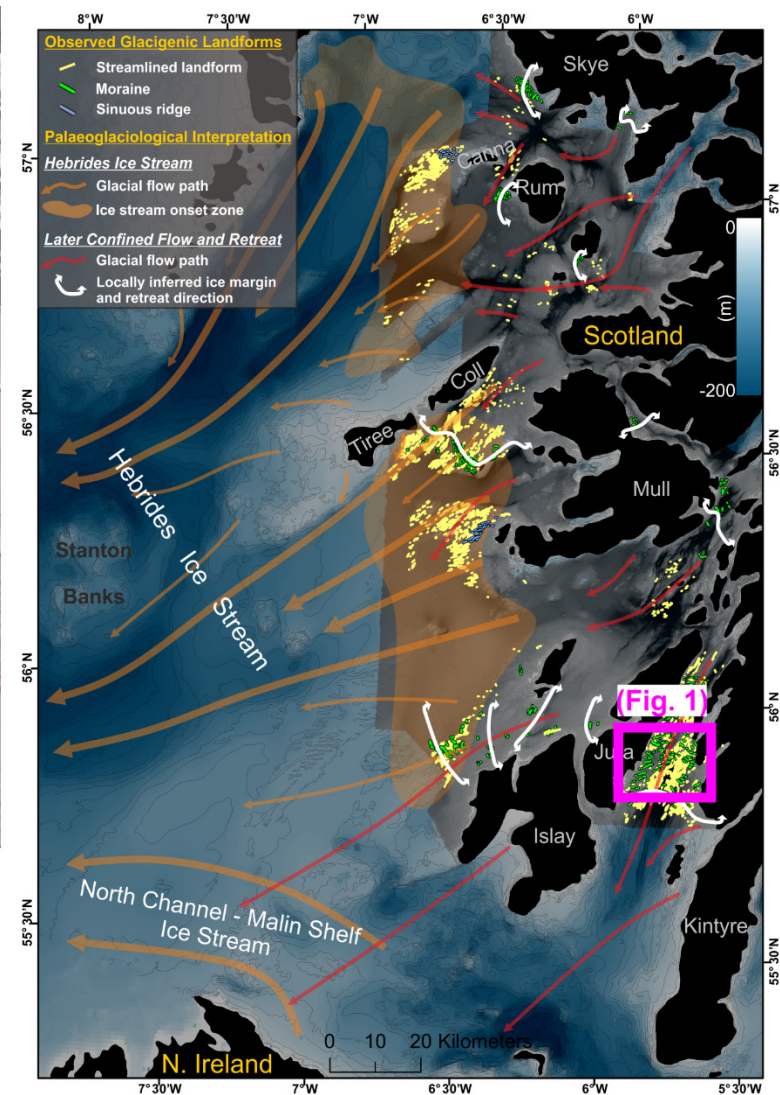 8°W
7°30'W
7°W
6°30'W
6°W
Observed Glacigenic Landforms
Streamlined landform
Moraine
Sinuous ridge
Palaeoglaciological Interpretation
Hebrides Ice Stream
Glacial flow path
Ice stream onset zone
Later Confined Flow and Retreat
Glacial flow path
Locally inferred ice margin
and retreat direction
Skye
Canna
Rum
57°N
57°N
0
(m)
-200
Scotland
Coll
Tiree
56°30'N
56°30'N
Mull
Hebrides Ice Stream
Stanton
Banks
56°N
56°N
(Fig. 1)
Jura
Islay
North Channel - Malin Shelf
Ice Stream
Kintyre
55°30'N
55°30'N
0 10 20 Kilometers
N. Ireland
7°30'W
7°W
6°30'W
6°W
5°30'W